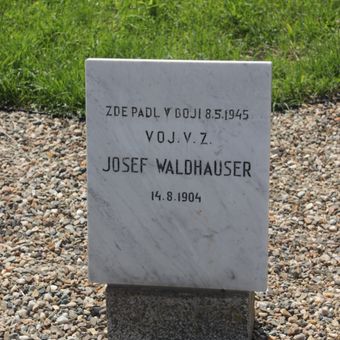 ZDE PADL V BOJI 8.5.1945
VOJ. V. Z.
JOSEF WALDHAUSER
14.8.1904